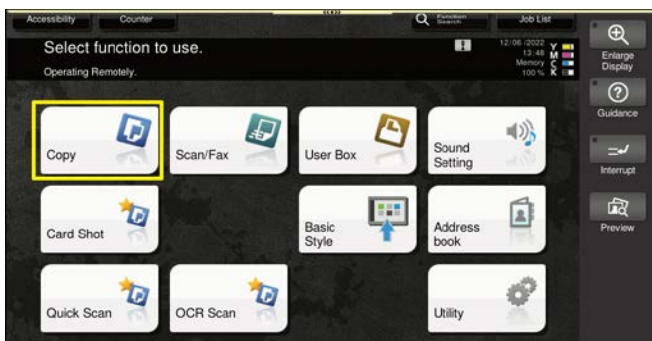 Accessibility
Counter
Function
Search
Job List
Select function to use.
Operating Remotely.
12/06/2022
13:48
Memory
100 %
Y
M
C
K
Enlarge
Display
Guidance
Interrupt
Preview
Copy
Scan/Fax
User Box
Sound
Setting
Card Shot
Basic
Style
Address
book
Quick Scan
OCR Scan
Utility